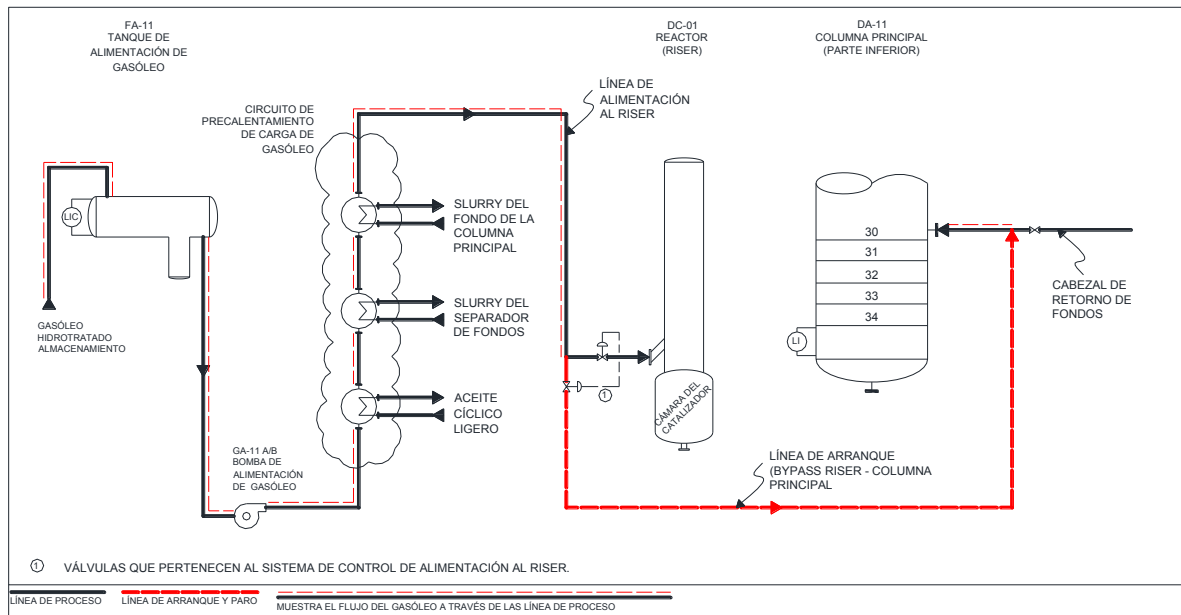 FA-11
TANQUE DE
ALIMENTACIÓN DE
GASÓLEO
DC-01
REACTOR
(RISER)
DA-11
COLUMNA PRINCIPAL
(PARTE INFERIOR)
LÍNEA DE
ALIMENTACIÓN
AL RISER
CIRCUITO DE
PRECALENTAMIENTO
DE CARGA DE
GASÓLEO
LIC
SLURRY DEL
FONDO DE LA
COLUMNA
PRINCIPAL
30
31
32
33
34
LI
CABEZAL DE
RETORNO DE
FONDOS
SLURRY DEL
SEPARADOR
DE FONDOS
GASÓLEO
HIDROTRATADO
ALMACENAMIENTO
1
CÁMARA DEL
CATALIZADOR
ACEITE
CÍCLICO
LIGERO
GA-11 A/B
BOMBA DE
ALIMENTACIÓN
DE GASÓLEO
LÍNEA DE ARRANQUE
(BYPASS RISER - COLUMNA
PRINCIPAL
1 VÁLVULAS QUE PERTENECEN AL SISTEMA DE CONTROL DE ALIMENTACIÓN AL RISER.
LÍNEA DE PROCESO
LÍNEA DE ARRANQUE Y PARO
MUESTRA EL FLUJO DEL GASÓLEO A TRAVÉS DE LAS LÍNEA DE PROCESO